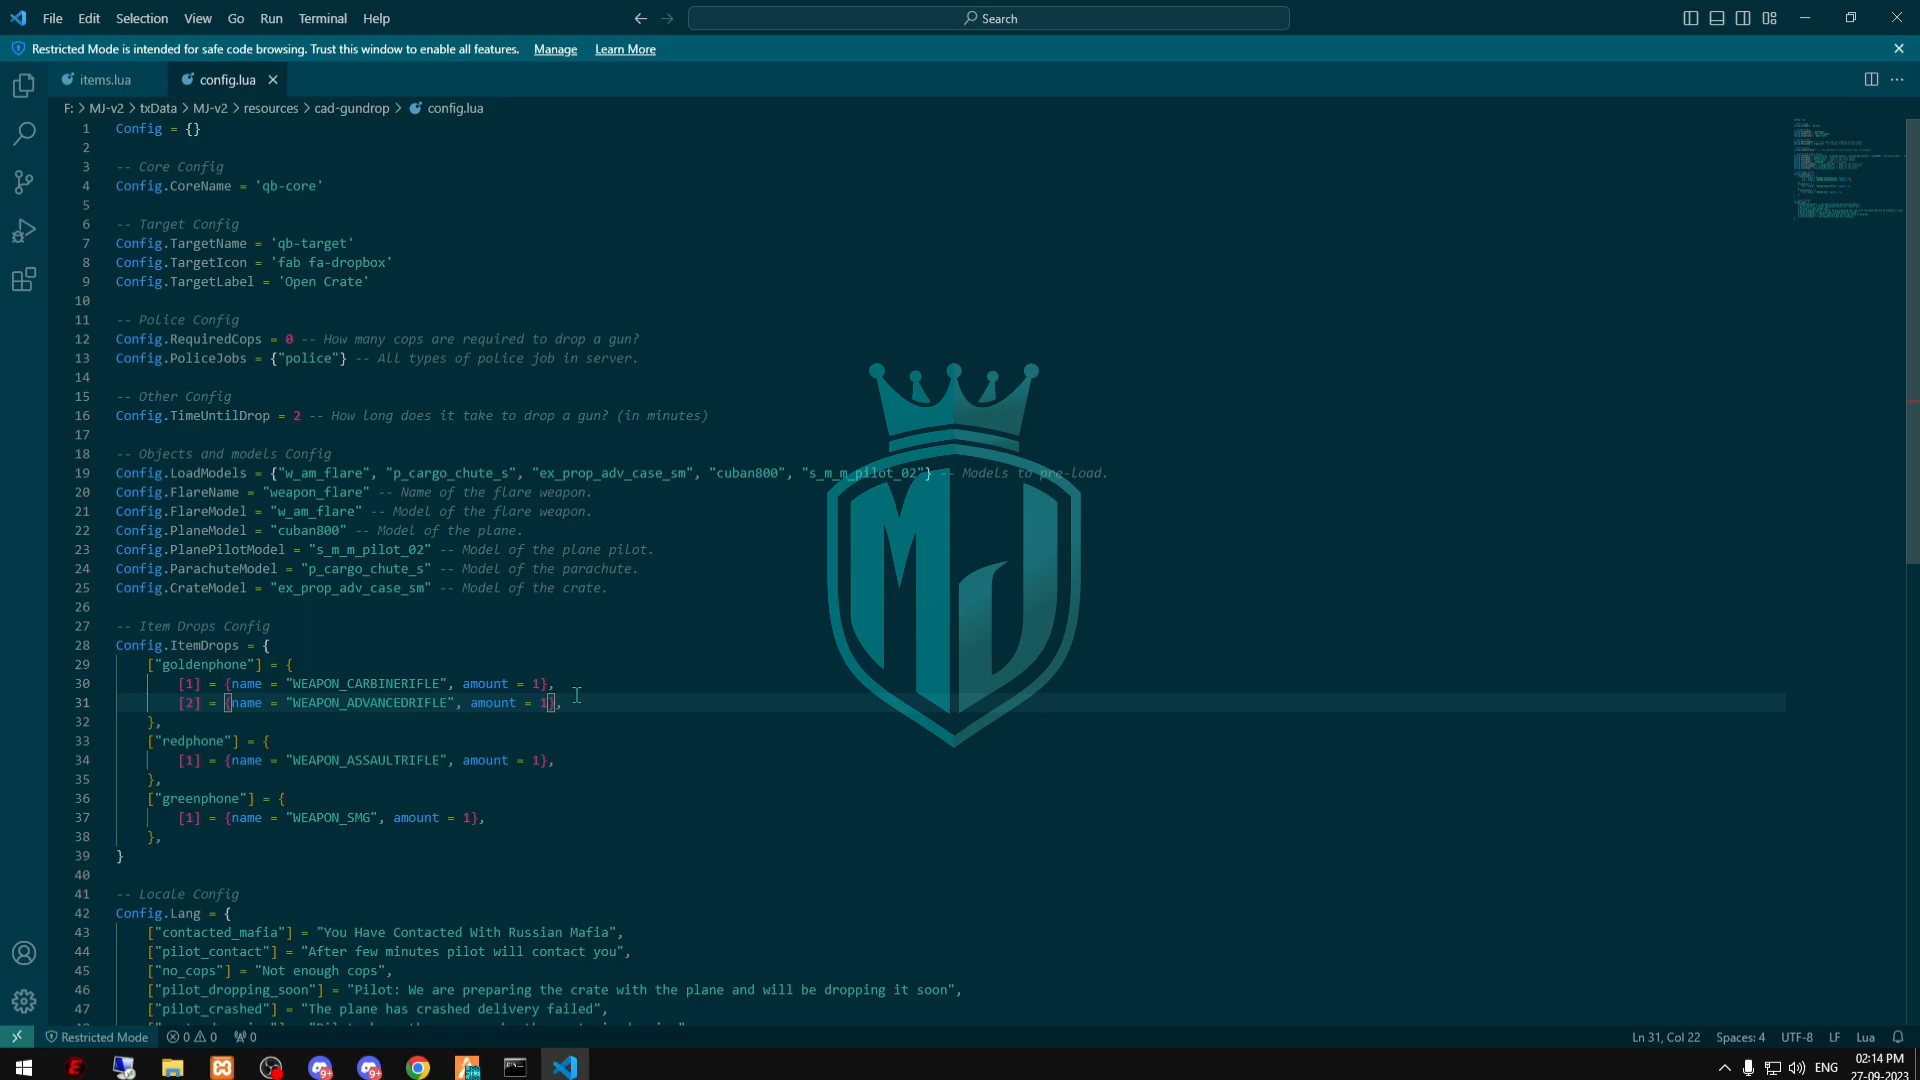 File Edit Selection View Go Run Terminal Help
Search
Restricted Mode is intended for safe code browsing. Trust this window to enable all features. Manage Learn More
items.lua
config.lua
F: > MJ-v2 > txData > MJ-v2 > resources > cad-gundrop > config.lua
1 Config = {}
2
3 -- Core Config
4 Config.CoreName = 'qb-core'
5
6 -- Target Config
7 Config.TargetName = 'qb-target'
8 Config.TargetIcon = 'fab fa-dropbox'
9 Config.TargetLabel = 'Open Crate'
10
11 -- Police Config
12 Config.RequiredCops = 0 -- How many cops are required to drop a gun?
13 Config.PoliceJobs = {"police"} -- All types of police job in server.
14
15 -- Other Config
16 Config.TimeUntilDrop = 2 -- How long does it take to drop a gun? (in minutes)
17
18 -- Objects and models Config
19 Config.LoadModels = {"w_am_flare", "p_cargo_chute_s", "ex_prop_adv_case_sm", "cuban800", "s_m_m_pilot_02"} -- Models to pre-load.
20 Config.FlareName = "weapon_flare" -- Name of the flare weapon.
21 Config.FlareModel = "w_am_flare" -- Model of the flare weapon.
22 Config.PlaneModel = "cuban800" -- Model of the plane.
23 Config.PlanePilotModel = "s_m_m_pilot_02" -- Model of the plane pilot.
24 Config.ParachuteModel = "p_cargo_chute_s" -- Model of the parachute.
25 Config.CrateModel = "ex_prop_adv_case_sm" -- Model of the crate.
26
27 -- Item Drops Config
28 Config.ItemDrops = {
29 ["goldenphone"] = {
30 [1] = {name = "WEAPON_CARBINERIFLE", amount = 1},
31 [2] = {name = "WEAPON_ADVANCEDRIFLE", amount = 1},
32 },
33 ["redphone"] = {
34 [1] = {name = "WEAPON_ASSAULTRIFLE", amount = 1},
35 },
36 ["greenphone"] = {
37 [1] = {name = "WEAPON_SMG", amount = 1},
38 },
39 }
40
41 -- Locale Config
42 Config.Lang = {
43 ["contacted_mafia"] = "You Have Contacted With Russian Mafia",
44 ["pilot_contact"] = "After few minutes pilot will contact you",
45 ["no_cops"] = "Not enough cops",
46 ["pilot_dropping_soon"] = "Pilot: We are preparing the crate with the plane and will be dropping it soon",
47 ["pilot_crashed"] = "The plane has crashed delivery failed",
MJ
Restricted Mode 0 0 0
Ln 31, Col 22 Spaces: 4 UTF-8 LF Lua
ENG
02:14 PM
27-09-2023